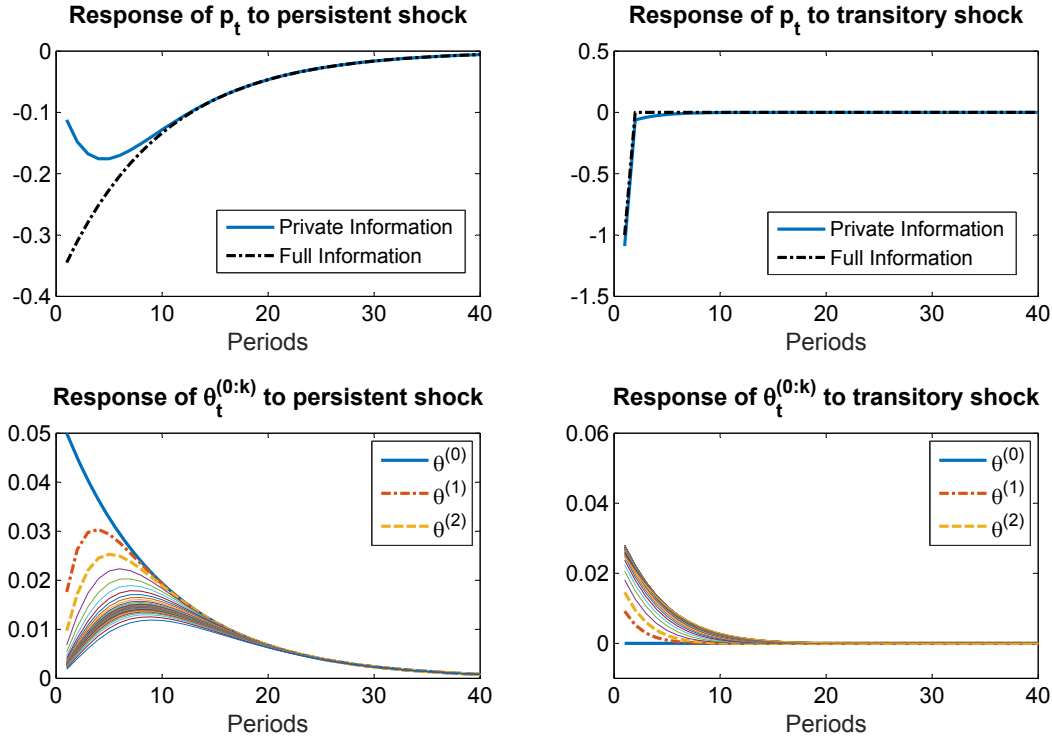 Response of p_t to persistent shock
0
-0.1
-0.2
-0.3
-0.4
Private Information
Full Information
0 10 20 30 40
Periods
Response of p_t to transitory shock
0.5
0
-0.5
-1
-1.5
Private Information
Full Information
0 10 20 30 40
Periods
Response of θ_t^(0:k) to persistent shock
0.05
0.04
0.03
0.02
0.01
0
θ^(0)
θ^(1)
θ^(2)
0 10 20 30 40
Periods
Response of θ_t^(0:k) to transitory shock
0.06
0.04
0.02
0
θ^(0)
θ^(1)
θ^(2)
0 10 20 30 40
Periods